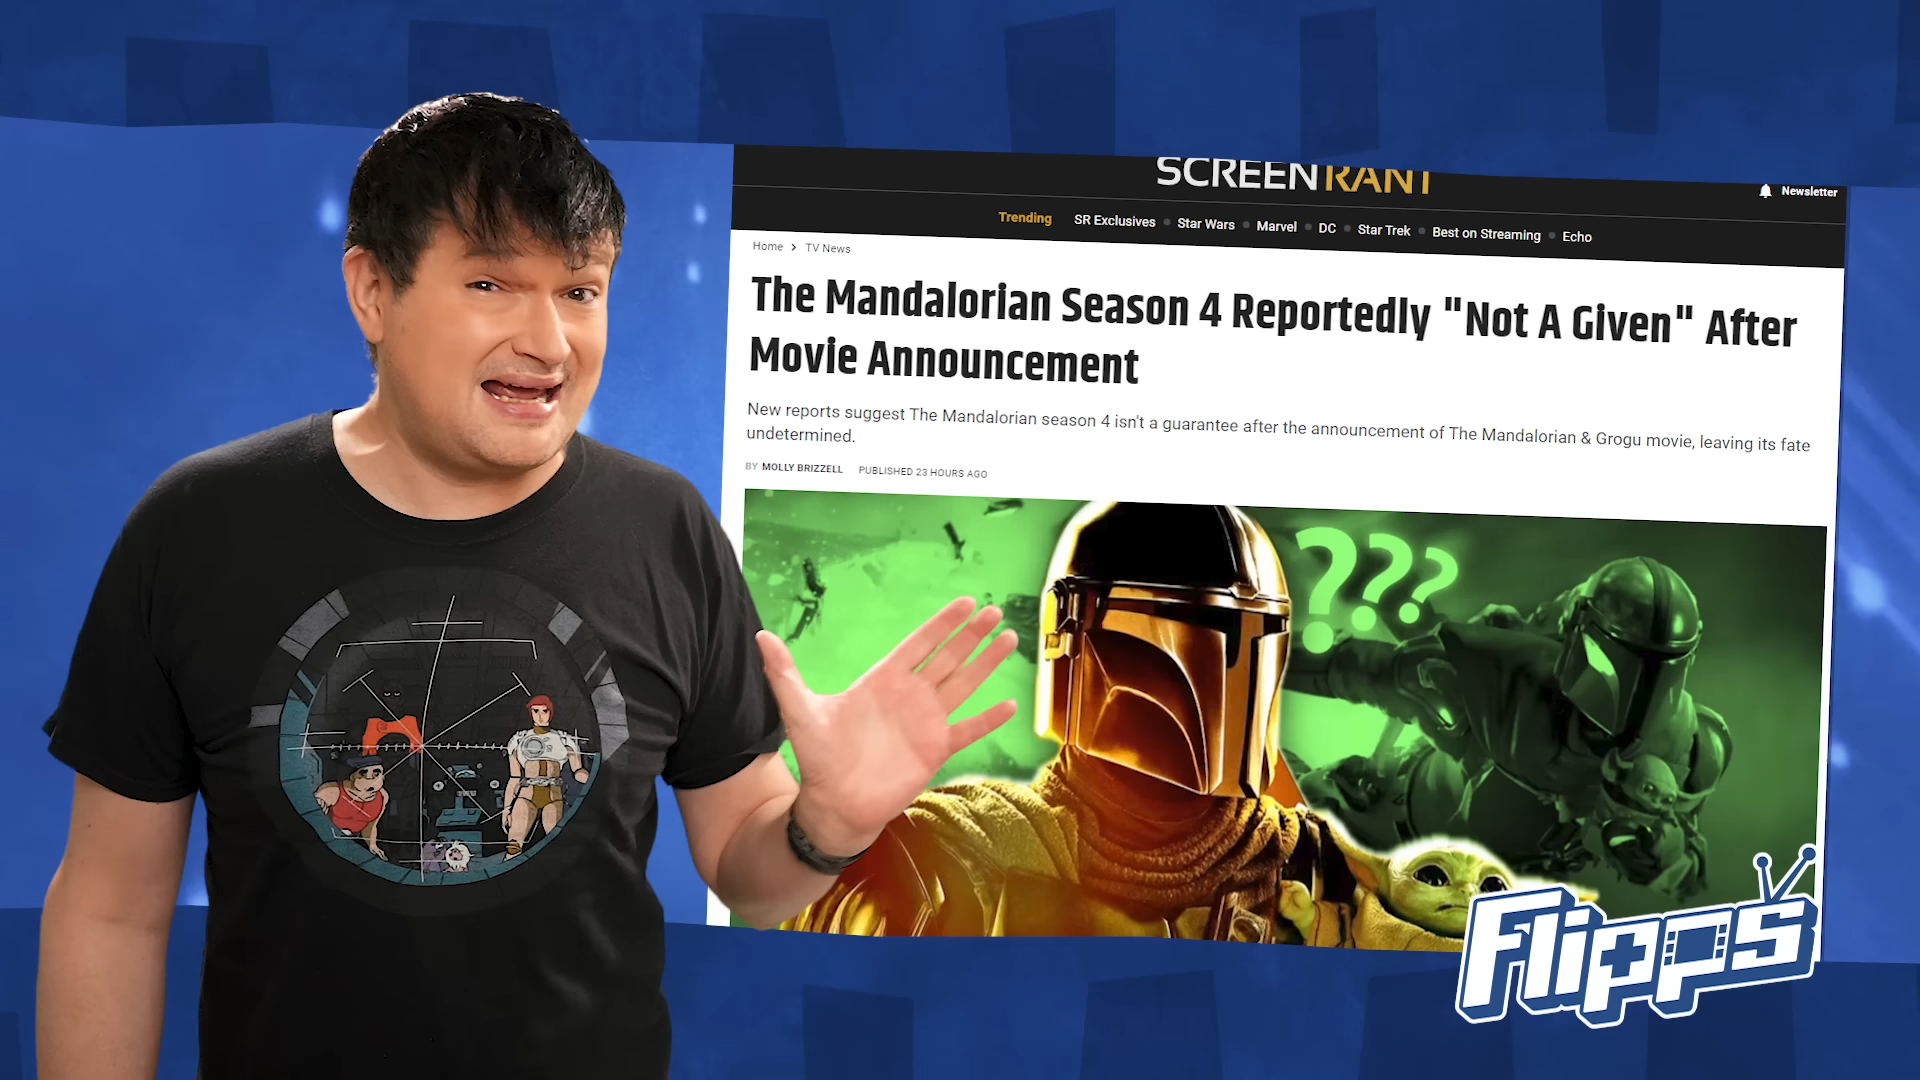 SCREENRANT
Newsletter
Trending SR Exclusives Star Wars Marvel DC Star Trek Best on Streaming Echo
Home > TV News
The Mandalorian Season 4 Reportedly "Not A Given" After
Movie Announcement
New reports suggest The Mandalorian season 4 isn't a guarantee after the announcement of The Mandalorian & Grogu movie, leaving its fate
undetermined.
BY MOLLY BRIZZELL PUBLISHED 23 HOURS AGO
???
Flipps